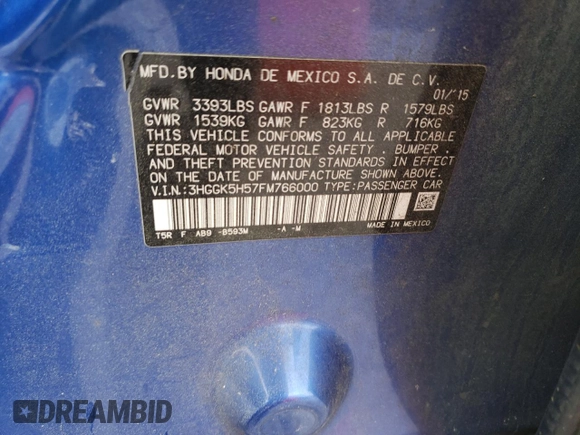 MFD.BY HONDA DE MEXICO S.A. DE C.V.
01/'15
GVWR 3393LBS GAWR F 1813LBS R 1579LBS
GVWR 1539KG GAWR F 823KG R 716KG
THIS VEHICLE CONFORMS TO ALL APPLICABLE
FEDERAL MOTOR VEHICLE SAFETY , BUMPER ,
AND THEFT PREVENTION STANDARDS IN EFFECT
ON THE DATE OF MANUFACTURE SHOWN ABOVE.
V.I.N.:3HGGK5H57FM766000 TYPE:PASSENGER CAR
T5R F AB9 -B593M -A -M MADE IN MEXICO
DREAMBID